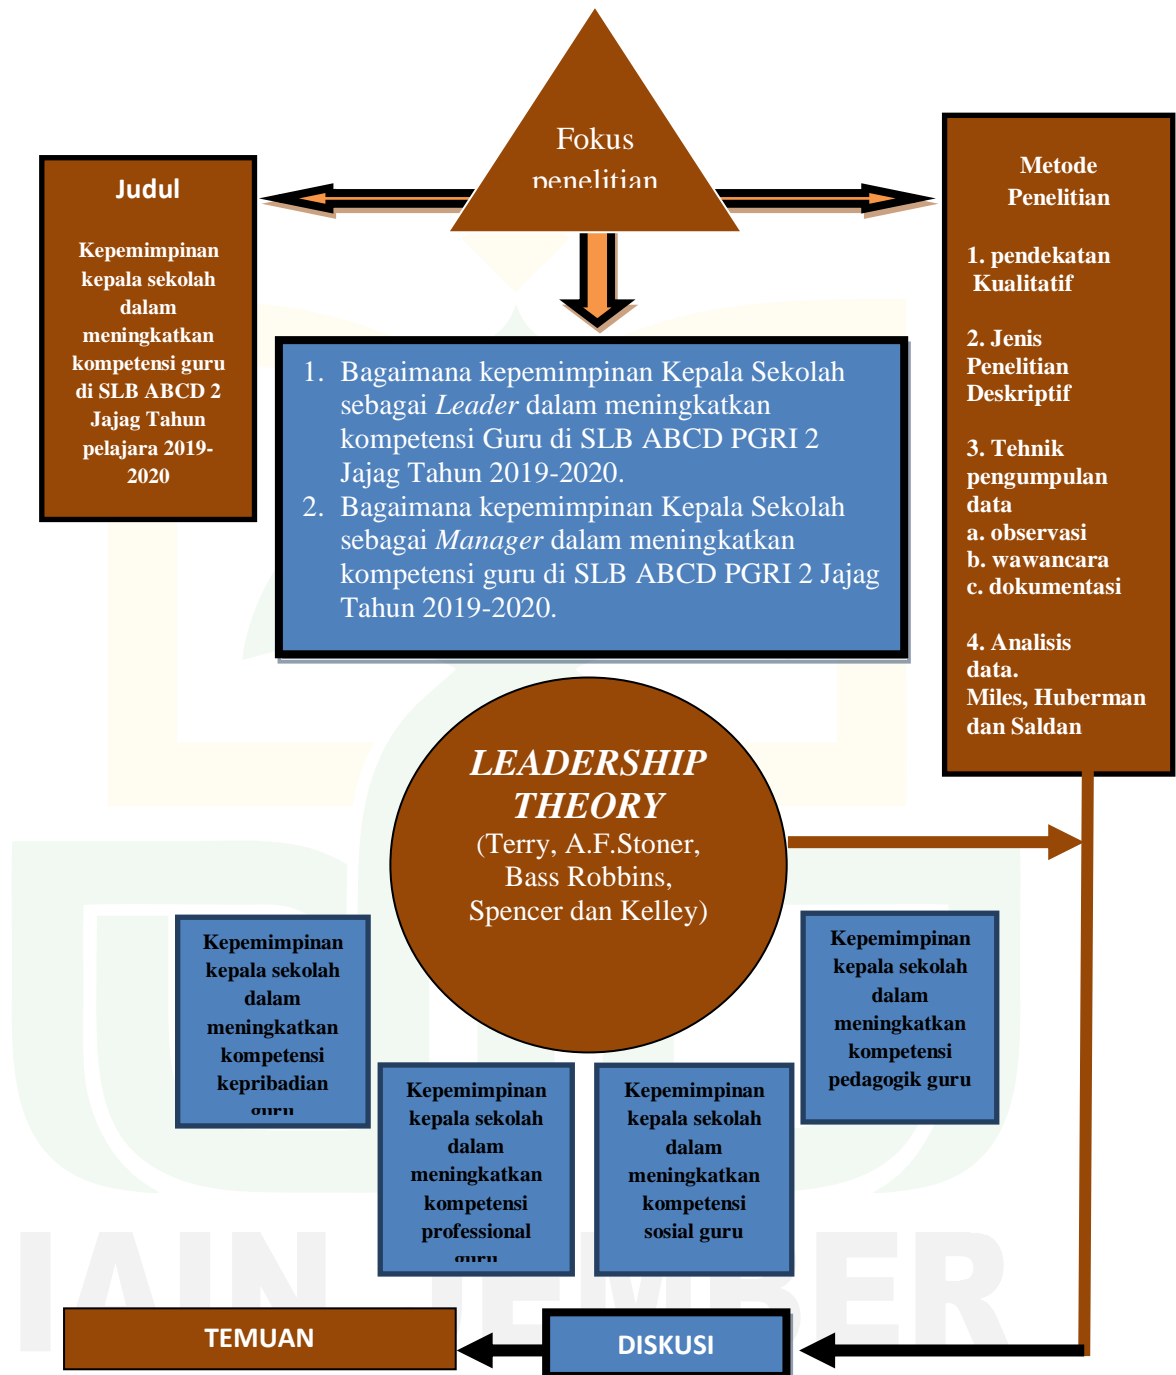 Fokus
penelitian
Judul
Kepemimpinan
kepala sekolah
dalam
meningkatkan
kompetensi guru
di SLB ABCD 2
Jajag Tahun
pelajara 2019-
2020
Metode
Penelitian
1. pendekatan
Kualitatif
2. Jenis
Penelitian
Deskriptif
3. Tehnik
pengumpulan
data
a. observasi
b. wawancara
c. dokumentasi
4. Analisis
data.
Miles, Huberman
dan Saldan
1. Bagaimana kepemimpinan Kepala Sekolah
sebagai Leader dalam meningkatkan
kompetensi Guru di SLB ABCD PGRI 2
Jajag Tahun 2019-2020.
2. Bagaimana kepemimpinan Kepala Sekolah
sebagai Manager dalam meningkatkan
kompetensi guru di SLB ABCD PGRI 2 Jajag
Tahun 2019-2020.
LEADERSHIP
THEORY
(Terry, A.F.Stoner,
Bass Robbins,
Spencer dan Kelley)
Kepemimpinan
kepala sekolah
dalam
meningkatkan
kompetensi
kepribadian
guru
Kepemimpinan
kepala sekolah
dalam
meningkatkan
kompetensi
professional
guru
Kepemimpinan
kepala sekolah
dalam
meningkatkan
kompetensi
sosial guru
Kepemimpinan
kepala sekolah
dalam
meningkatkan
kompetensi
pedagogik guru
IAIN JEMBER
TEMUAN
DISKUSI